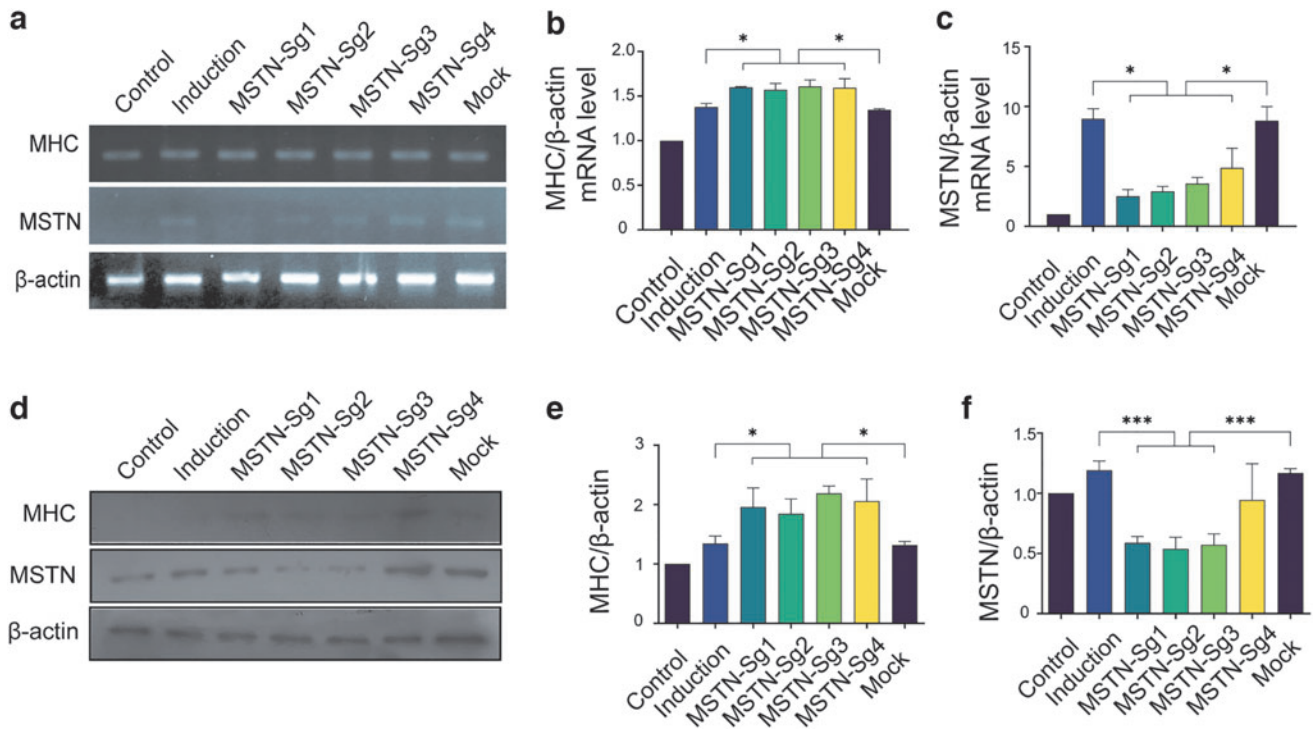 a
Control
Induction
MSTN-Sg1
MSTN-Sg2
MSTN-Sg3
MSTN-Sg4
Mock
MHC
MSTN
β-actin
b
MHC/β-actin
mRNA level
2.0
1.5
1.0
0.5
0
*
*
Control
Induction
MSTN-Sg1
MSTN-Sg2
MSTN-Sg3
MSTN-Sg4
Mock
c
MSTN/β-actin
mRNA level
15
10
5
0
*
*
Control
Induction
MSTN-Sg1
MSTN-Sg2
MSTN-Sg3
MSTN-Sg4
Mock
d
Control
Induction
MSTN-Sg1
MSTN-Sg2
MSTN-Sg3
MSTN-Sg4
Mock
MHC
MSTN
β-actin
e
MHC/β-actin
3
2
1
0
*
*
Control
Induction
MSTN-Sg1
MSTN-Sg2
MSTN-Sg3
MSTN-Sg4
Mock
f
MSTN/β-actin
1.5
1.0
0.5
0
***
***
Control
Induction
MSTN-Sg1
MSTN-Sg2
MSTN-Sg3
MSTN-Sg4
Mock